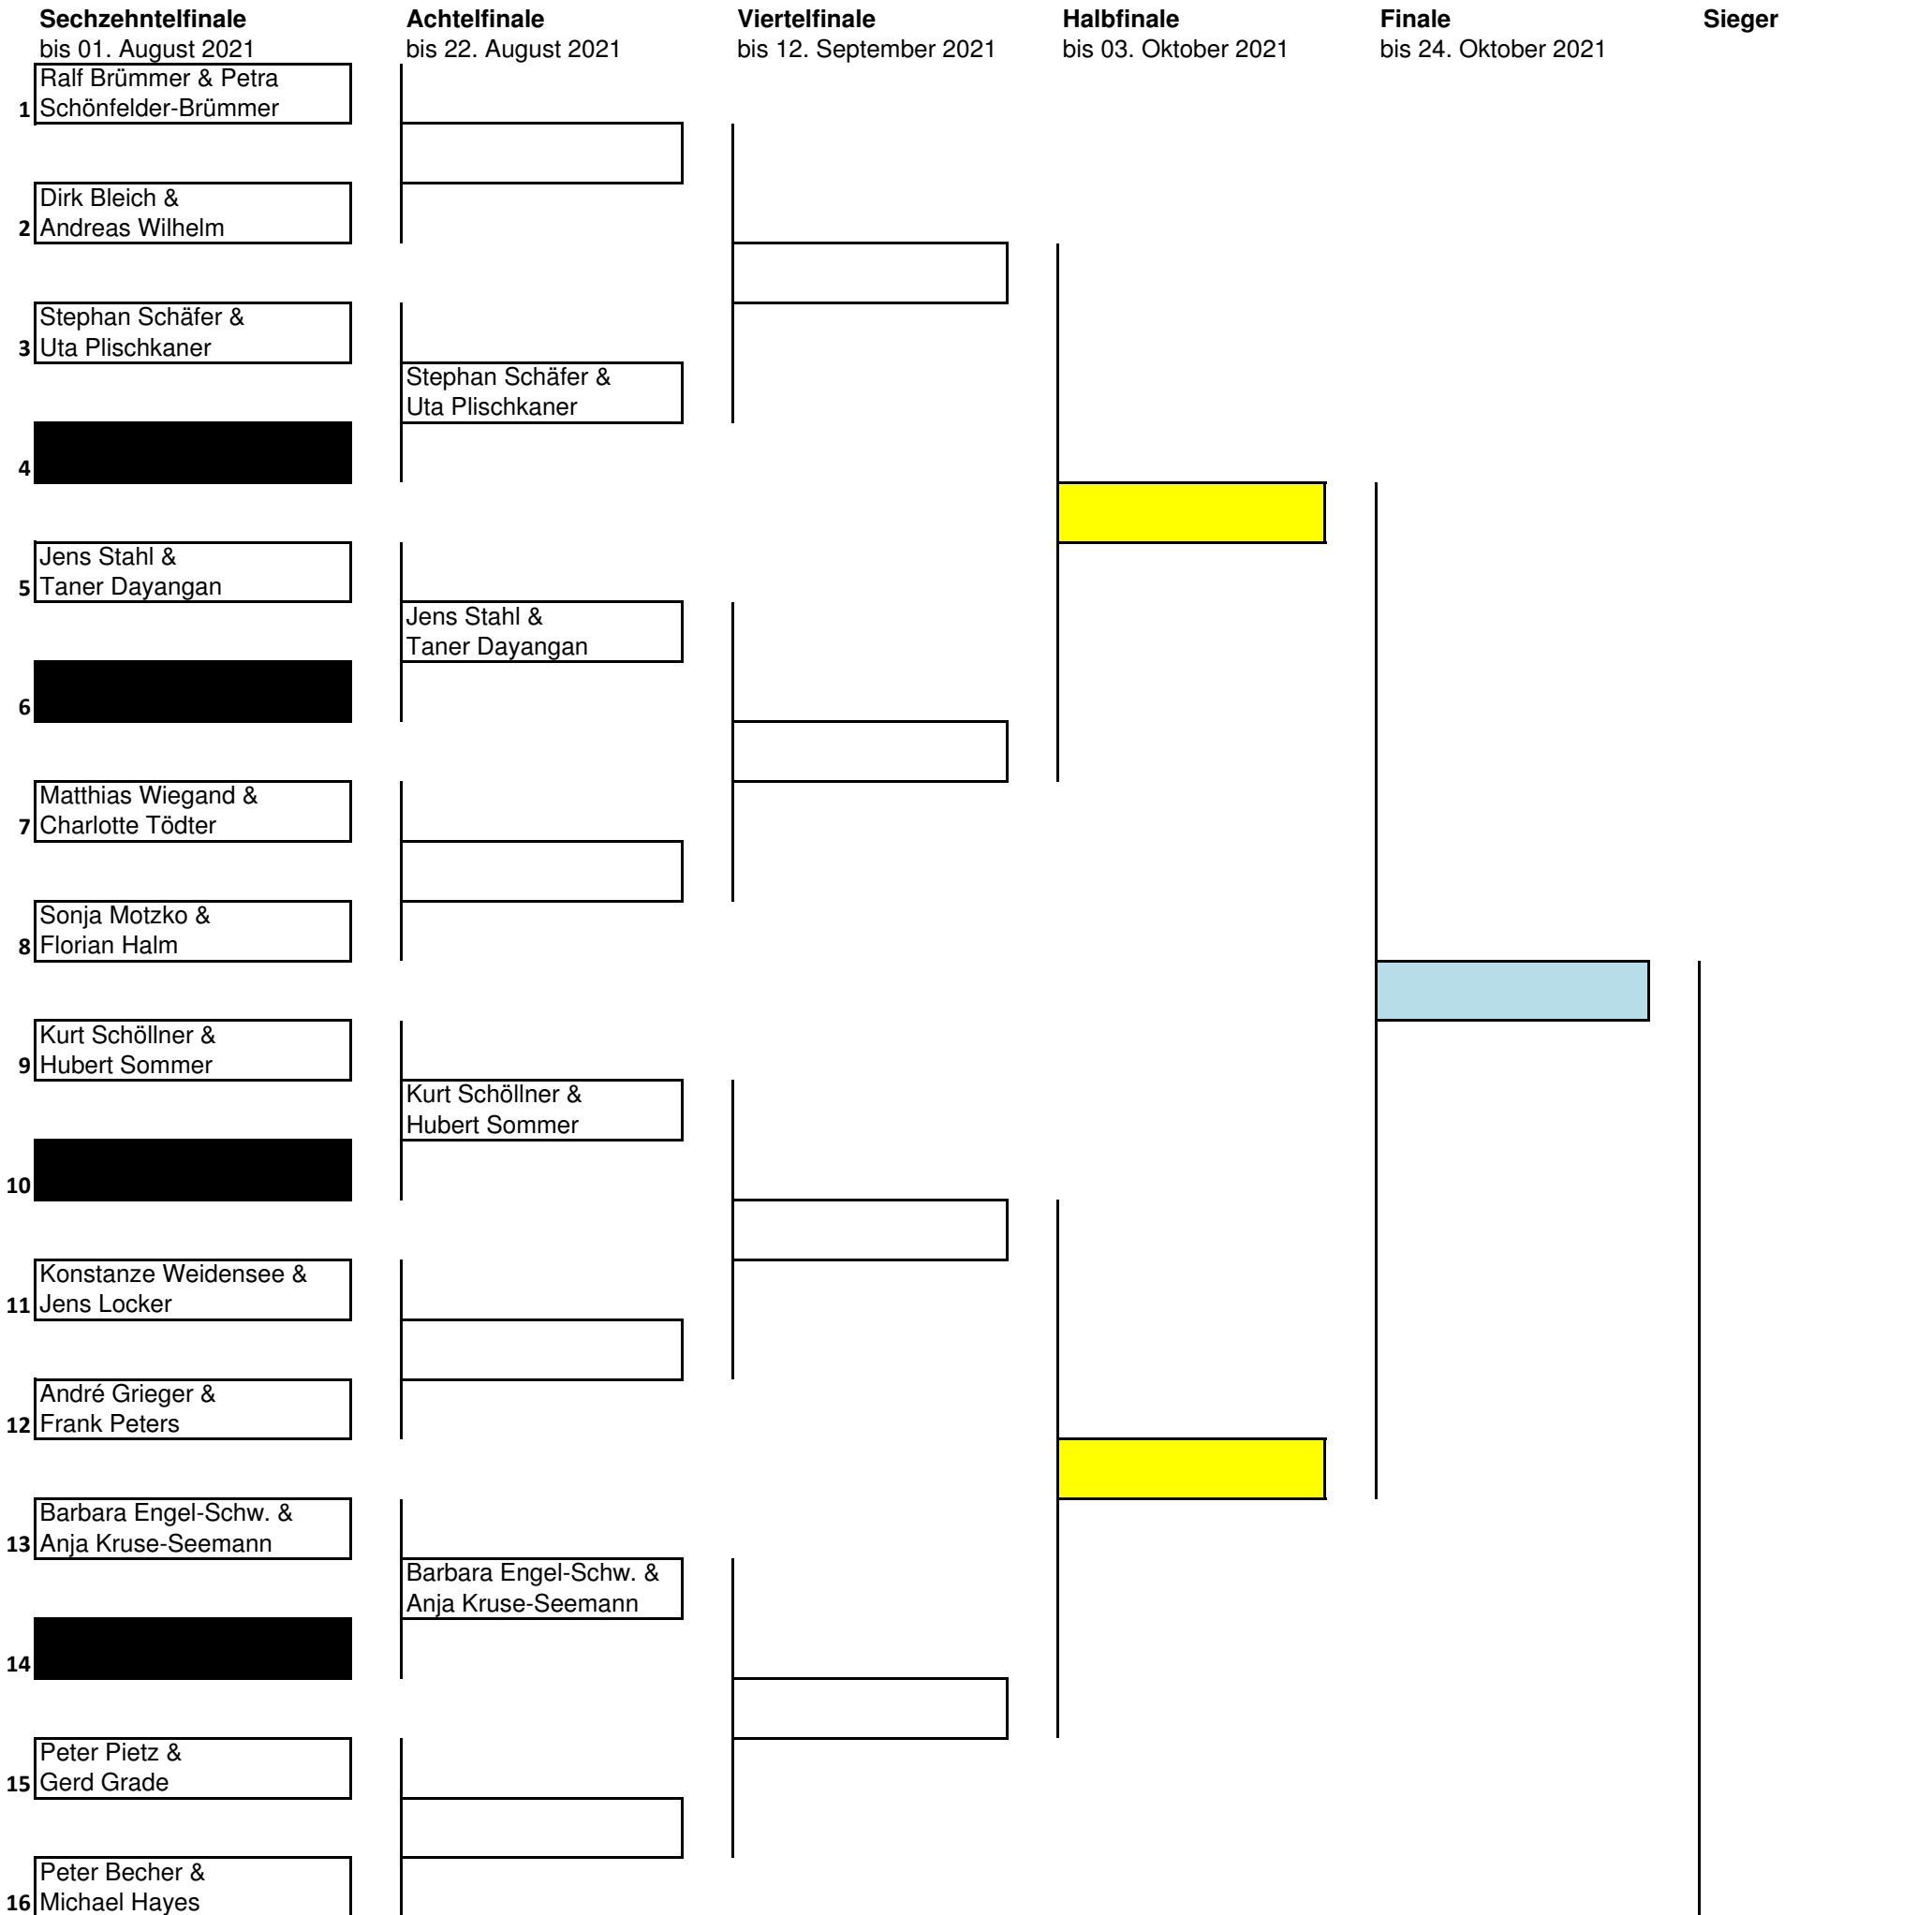 Sechzehntelfinale
bis 01. August 2021
Achtelfinale
bis 22. August 2021
Viertelfinale
bis 12. September 2021
Halbfinale
bis 03. Oktober 2021
Finale
bis 24. Oktober 2021
Sieger
Ralf Brümmer & Petra
1 Schönfelder-Brümmer
Dirk Bleich &
2 Andreas Wilhelm
Stephan Schäfer &
3 Uta Plischkaner
Stephan Schäfer &
Uta Plischkaner
4
Jens Stahl &
5 Taner Dayangan
Jens Stahl &
Taner Dayangan
6
Matthias Wiegand &
7 Charlotte Tödter
Sonja Motzko &
8 Florian Halm
Kurt Schöllner &
9 Hubert Sommer
Kurt Schöllner &
Hubert Sommer
10
Konstanze Weidensee &
11 Jens Locker
André Grieger &
12 Frank Peters
Barbara Engel-Schw. &
13 Anja Kruse-Seemann
Barbara Engel-Schw. &
Anja Kruse-Seemann
14
Peter Pietz &
15 Gerd Grade
Peter Becher &
16 Michael Hayes